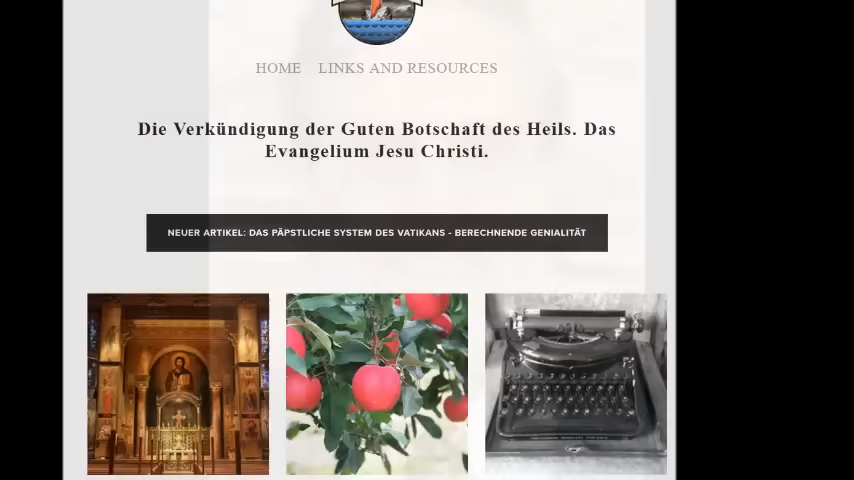 HOME LINKS AND RESOURCES
Die Verkündigung der Guten Botschaft des Heils. Das
Evangelium Jesu Christi.
NEUER ARTIKEL: DAS PÄPSTLICHE SYSTEM DES VATIKANS - BERECHNENDE GENIALITÄT